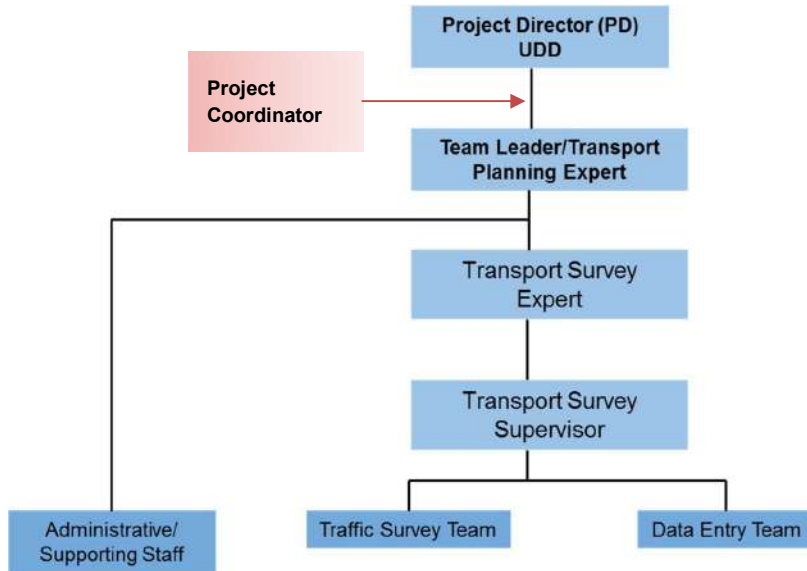 Project Director (PD)
UDD
Project
Coordinator
Team Leader/Transport
Planning Expert
Transport Survey
Expert
Transport Survey
Supervisor
Administrative/
Supporting Staff
Traffic Survey Team
Data Entry Team